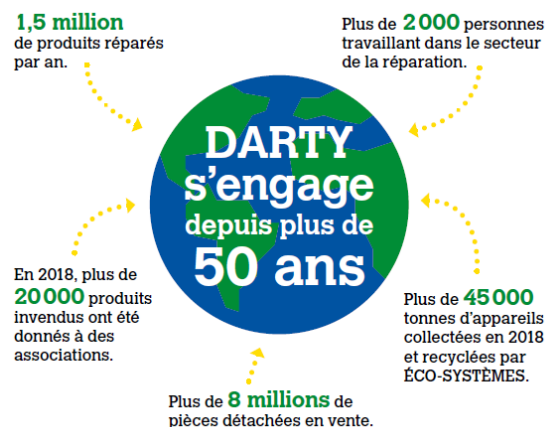 1,5 million
de produits réparés
par an.
Plus de 2 000 personnes
travaillant dans le secteur
de la réparation.
DARTY
s’engage
depuis plus de
50 ans
En 2018, plus de
20 000 produits
invendus ont été
donnés à des
associations.
Plus de 45 000
tonnes d’appareils
collectées en 2018
et recyclées par
ÉCO-SYSTÈMES.
Plus de 8 millions de
pièces détachées en vente.